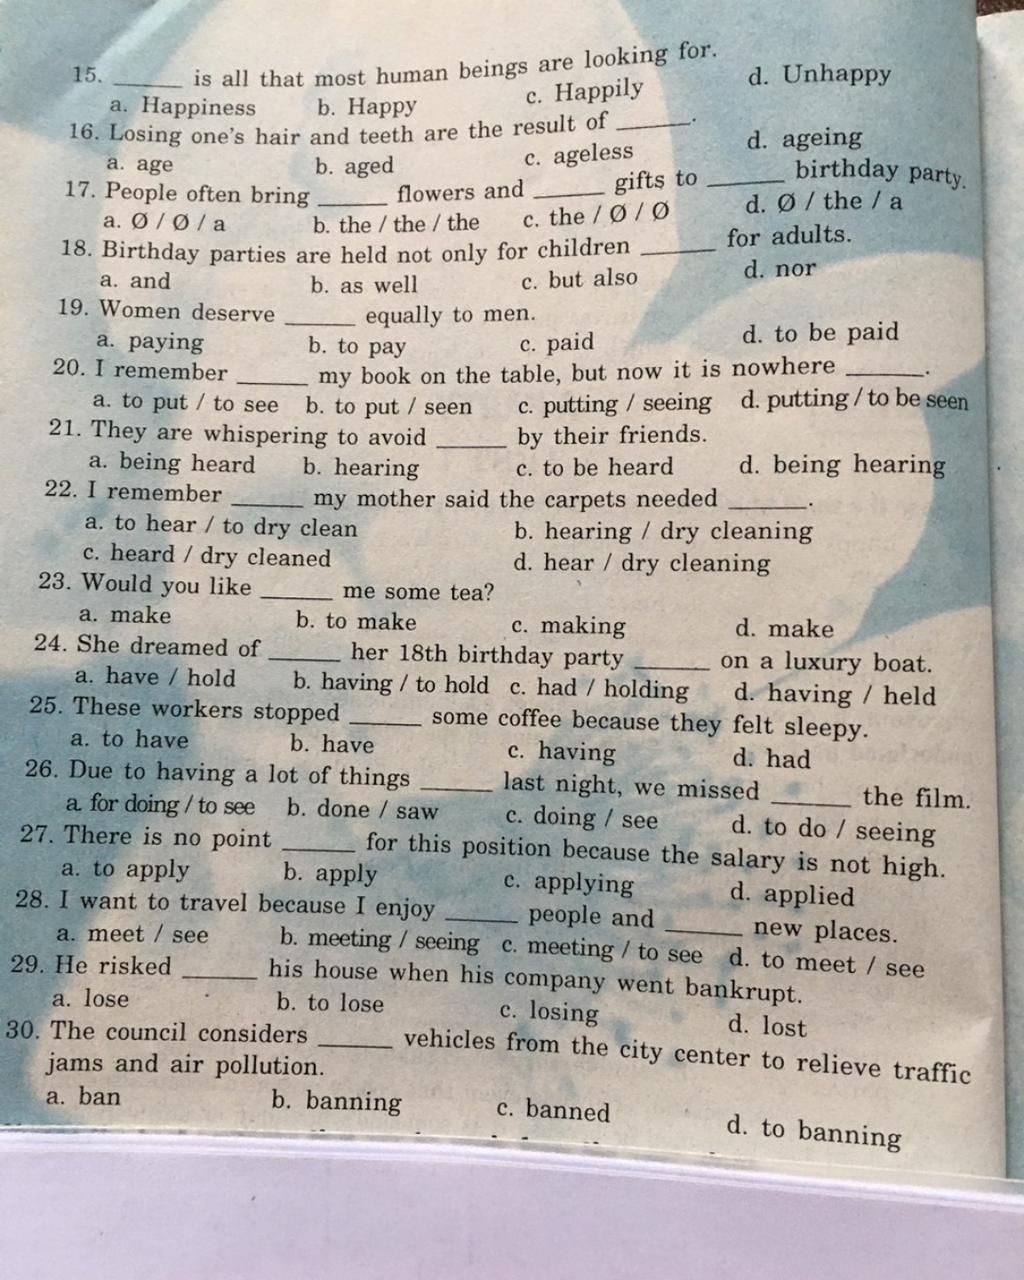 15. ______ is all that most human beings are looking for.
a. Happiness b. Happy c. Happily d. Unhappy
16. Losing one's hair and teeth are the result of ______.
a. age b. aged c. ageless d. ageing
17. People often bring ______ flowers and ______ gifts to ______ birthday party.
a. Ø / Ø / a b. the / the / the c. the / Ø / Ø d. Ø / the / a
18. Birthday parties are held not only for children ______ for adults.
a. and b. as well c. but also d. nor
19. Women deserve ______ equally to men.
a. paying b. to pay c. paid d. to be paid
20. I remember ______ my book on the table, but now it is nowhere ______.
a. to put / to see b. to put / seen c. putting / seeing d. putting / to be seen
21. They are whispering to avoid ______ by their friends.
a. being heard b. hearing c. to be heard d. being hearing
22. I remember ______ my mother said the carpets needed ______.
a. to hear / to dry clean b. hearing / dry cleaning
c. heard / dry cleaned d. hear / dry cleaning
23. Would you like ______ me some tea?
a. make b. to make c. making d. make
24. She dreamed of ______ her 18th birthday party ______ on a luxury boat.
a. have / hold b. having / to hold c. had / holding d. having / held
25. These workers stopped ______ some coffee because they felt sleepy.
a. to have b. have c. having d. had
26. Due to having a lot of things ______ last night, we missed ______ the film.
a. for doing / to see b. done / saw c. doing / see d. to do / seeing
27. There is no point ______ for this position because the salary is not high.
a. to apply b. apply c. applying d. applied
28. I want to travel because I enjoy ______ people and ______ new places.
a. meet / see b. meeting / seeing c. meeting / to see d. to meet / see
29. He risked ______ his house when his company went bankrupt.
a. lose b. to lose c. losing d. lost
30. The council considers ______ vehicles from the city center to relieve traffic
jams and air pollution.
a. ban b. banning c. banned d. to banning